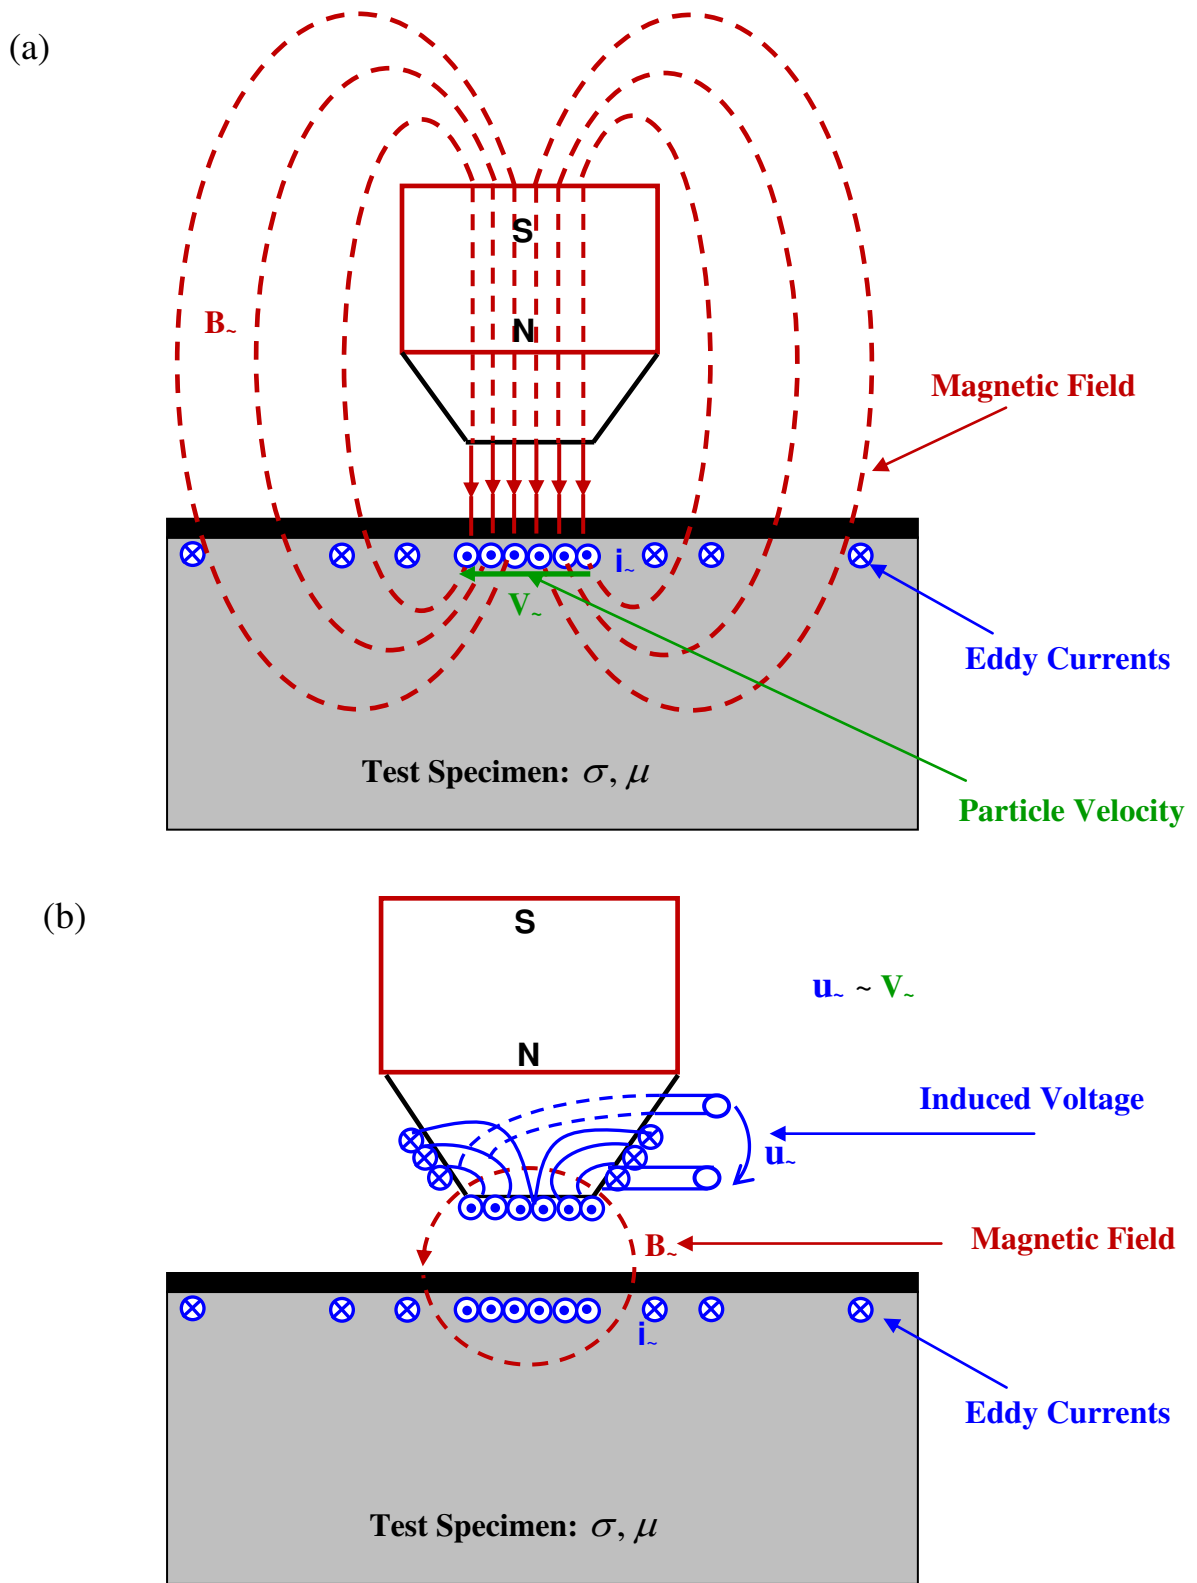 (a)
S
N
B~
Magnetic Field
i~
V~
Eddy Currents
Test Specimen: σ, μ
Particle Velocity
(b)
S
u~ ~ V~
N
Induced Voltage
u~
B~
Magnetic Field
i~
Eddy Currents
Test Specimen: σ, μ